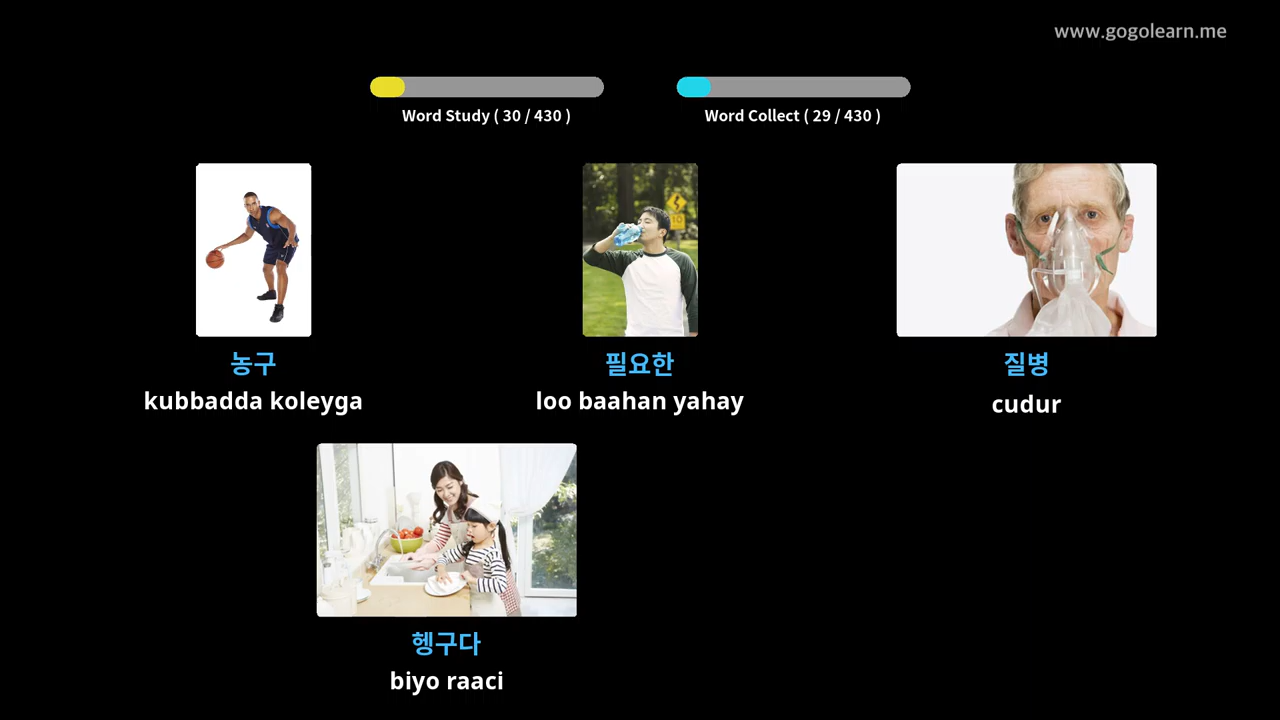 www.gogolearn.me
Word Study ( 30 / 430 )
Word Collect ( 29 / 430 )
농구
kubbadda koleyga
필요한
loo baahan yahay
질병
cudur
헹구다
biyo raaci